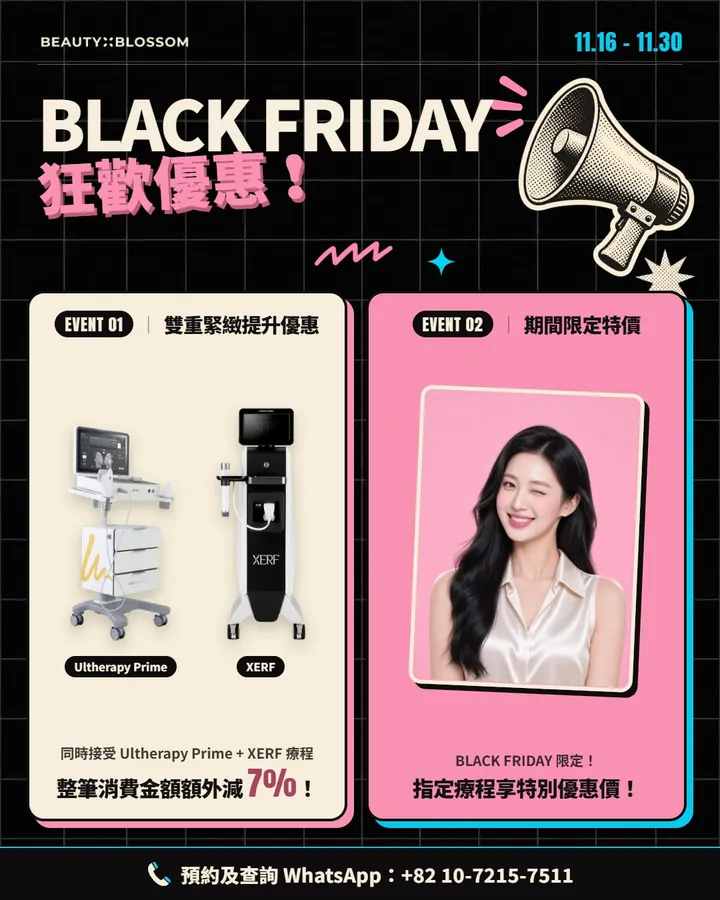 BEAUTY::BLOSSOM
11.16 - 11.30
BLACK FRIDAY
狂歡優惠！
EVENT 01 | 雙重緊緻提升優惠
XERF
Ultherapy Prime
XERF
同時接受 Ultherapy Prime + XERF 療程
整筆消費金額額外減 7%！
EVENT 02 | 期間限定特價
BLACK FRIDAY 限定！
指定療程享特別優惠價！
預約及查詢 WhatsApp：+82 10-7215-7511